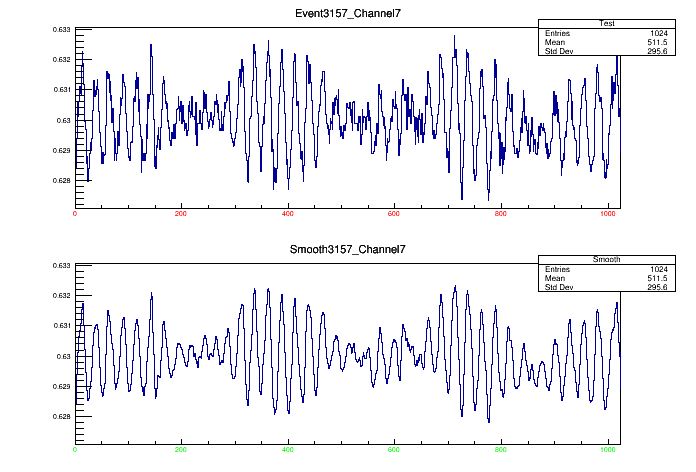 Event3157_Channel7
Test
Entries 1024
Mean 511.5
Std Dev 295.6
0.633
0.632
0.631
0.63
0.629
0.628
0 200 400 600 800 1000
Smooth3157_Channel7
Smooth
Entries 1024
Mean 511.5
Std Dev 295.6
0.633
0.632
0.631
0.63
0.629
0.628
0 200 400 600 800 1000